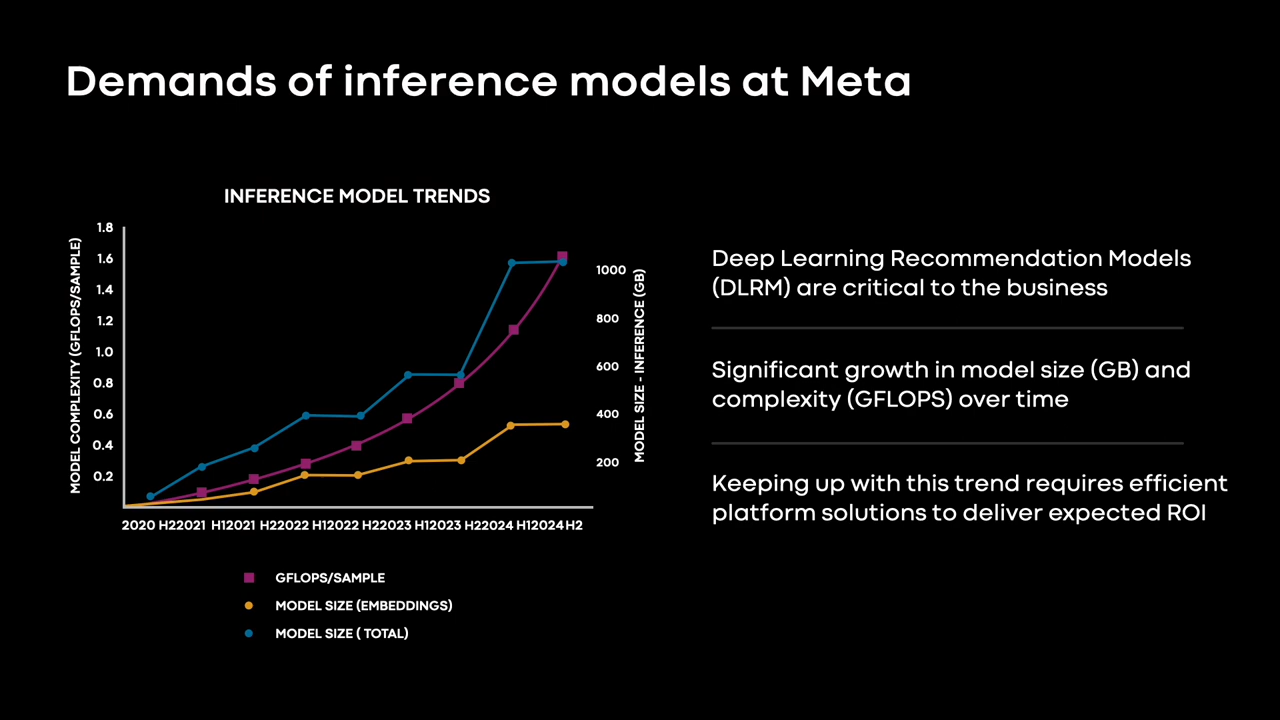 Demands of inference models at Meta
INFERENCE MODEL TRENDS
MODEL COMPLEXITY (GFLOPS/SAMPLE)
1.8
1.6
1.4
1.2
1.0
0.8
0.6
0.4
0.2
1000
800
600
400
200
MODEL SIZE - INFERENCE (GB)
2020 H22021 H12021 H22022 H12022 H22023 H12023 H22024 H12024 H2
GFLOPS/SAMPLE
MODEL SIZE (EMBEDDINGS)
MODEL SIZE ( TOTAL)
Deep Learning Recommendation Models
(DLRM) are critical to the business
Significant growth in model size (GB) and
complexity (GFLOPS) over time
Keeping up with this trend requires efficient
platform solutions to deliver expected ROI